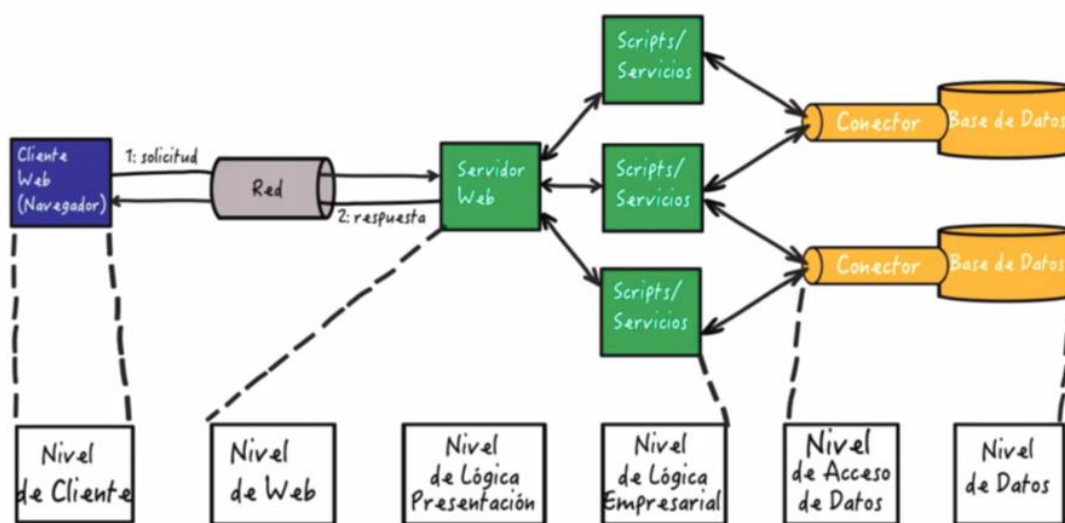 Cliente
Web
(Navegador)
1: solicitud
Red
2: respuesta
Servidor
Web
Scripts/
Servicios
Scripts/
Servicios
Scripts/
Servicios
Conector
Base de Datos
Conector
Base de Datos
Nivel
de Cliente
Nivel
de Web
Nivel
de Lógica
Presentación
Nivel
de Lógica
Empresarial
Nivel
de Acceso
de Datos
Nivel
de Datos